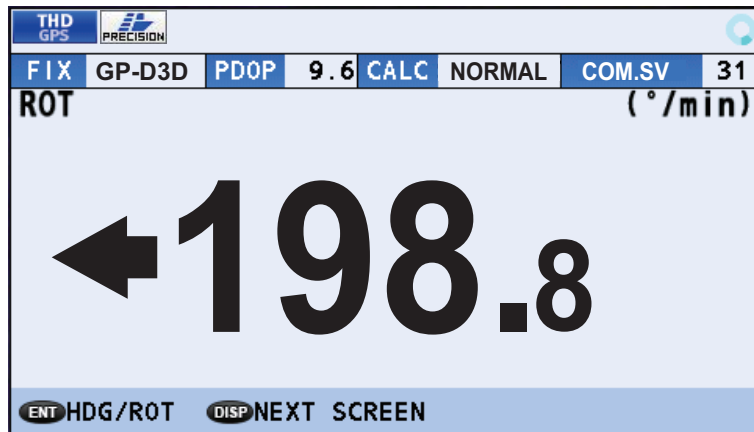 THD
GPS
PRECISION
FIX GP-D3D PDOP 9.6 CALC NORMAL COM.SV 31
ROT (°/min)
198.8
ENT HDG/ROT DISP NEXT SCREEN